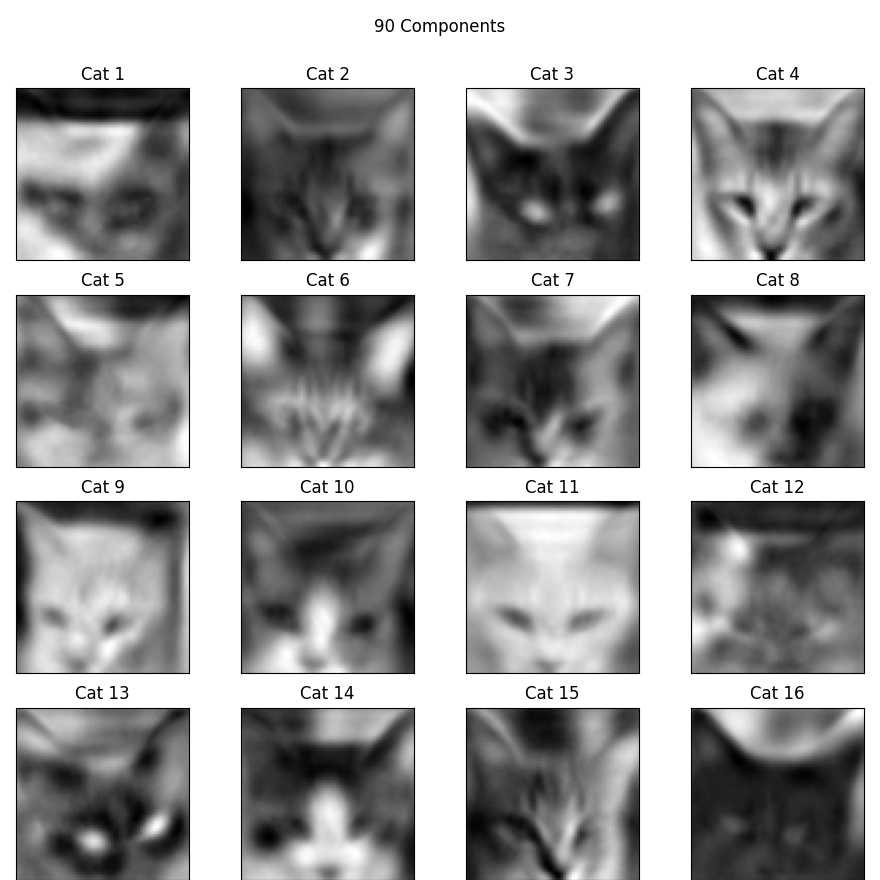 90 Components
Cat 1 Cat 2 Cat 3 Cat 4
Cat 5 Cat 6 Cat 7 Cat 8
Cat 9 Cat 10 Cat 11 Cat 12
Cat 13 Cat 14 Cat 15 Cat 16